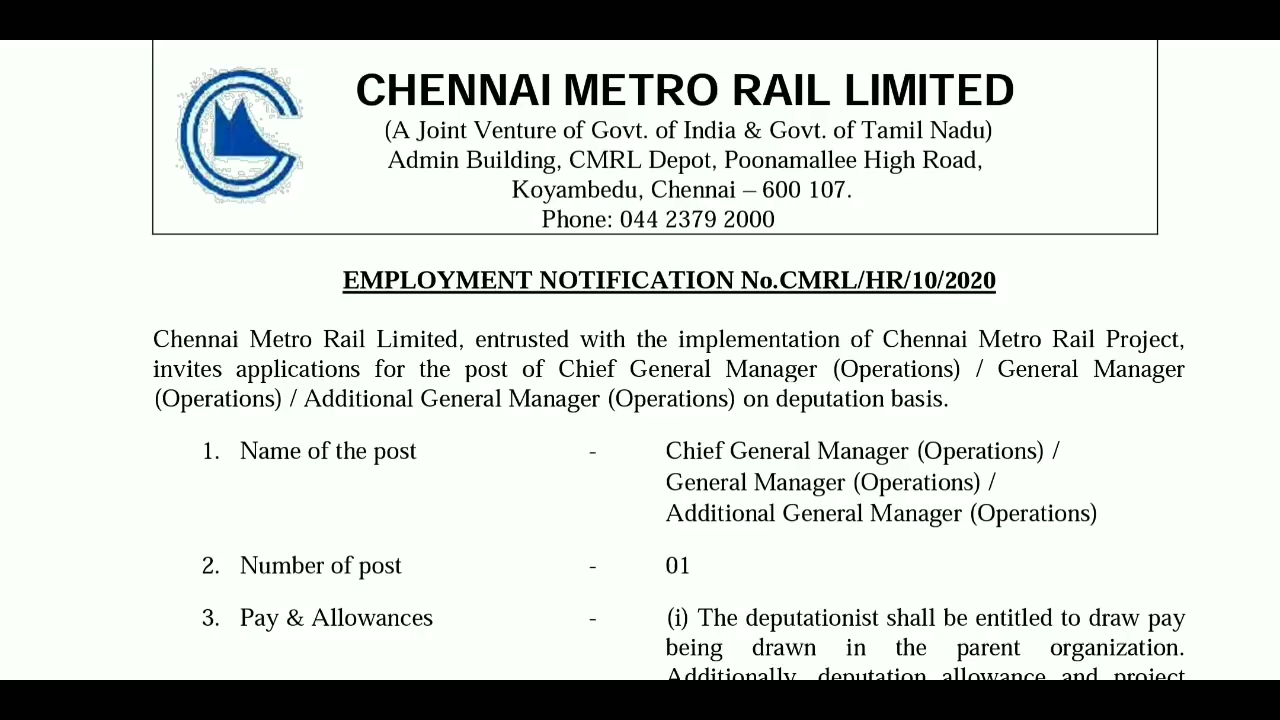 CHENNAI METRO RAIL LIMITED
(A Joint Venture of Govt. of India & Govt. of Tamil Nadu)
Admin Building, CMRL Depot, Poonamallee High Road,
Koyambedu, Chennai – 600 107.
Phone: 044 2379 2000
EMPLOYMENT NOTIFICATION No.CMRL/HR/10/2020
Chennai Metro Rail Limited, entrusted with the implementation of Chennai Metro Rail Project,
invites applications for the post of Chief General Manager (Operations) / General Manager
(Operations) / Additional General Manager (Operations) on deputation basis.
1. Name of the post - Chief General Manager (Operations) /
General Manager (Operations) /
Additional General Manager (Operations)
2. Number of post - 01
3. Pay & Allowances - (i) The deputationist shall be entitled to draw pay
being drawn in the parent organization.
Additionally, deputation allowance and project